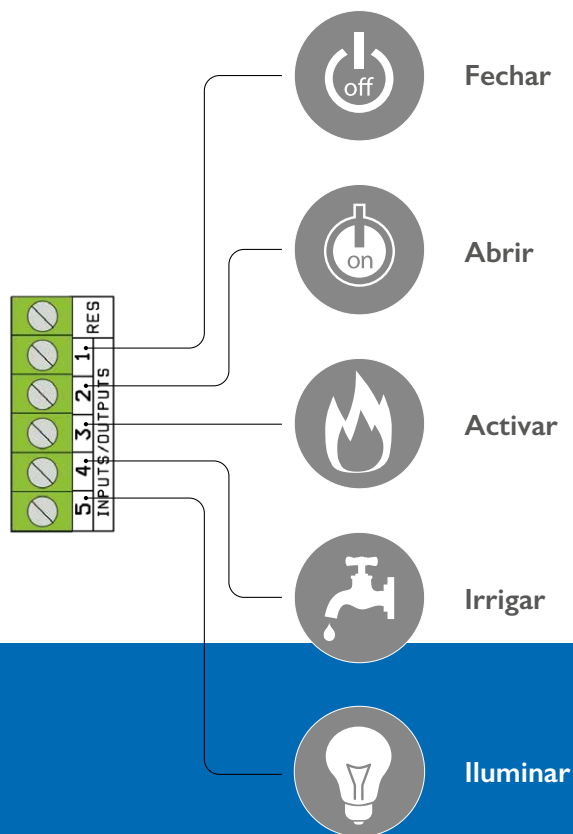 off
Fechar
on
Abrir
RES
1.
2.
3.
4.
5.
INPUTS/OUTPUTS
Activar
Irrigar
Iluminar